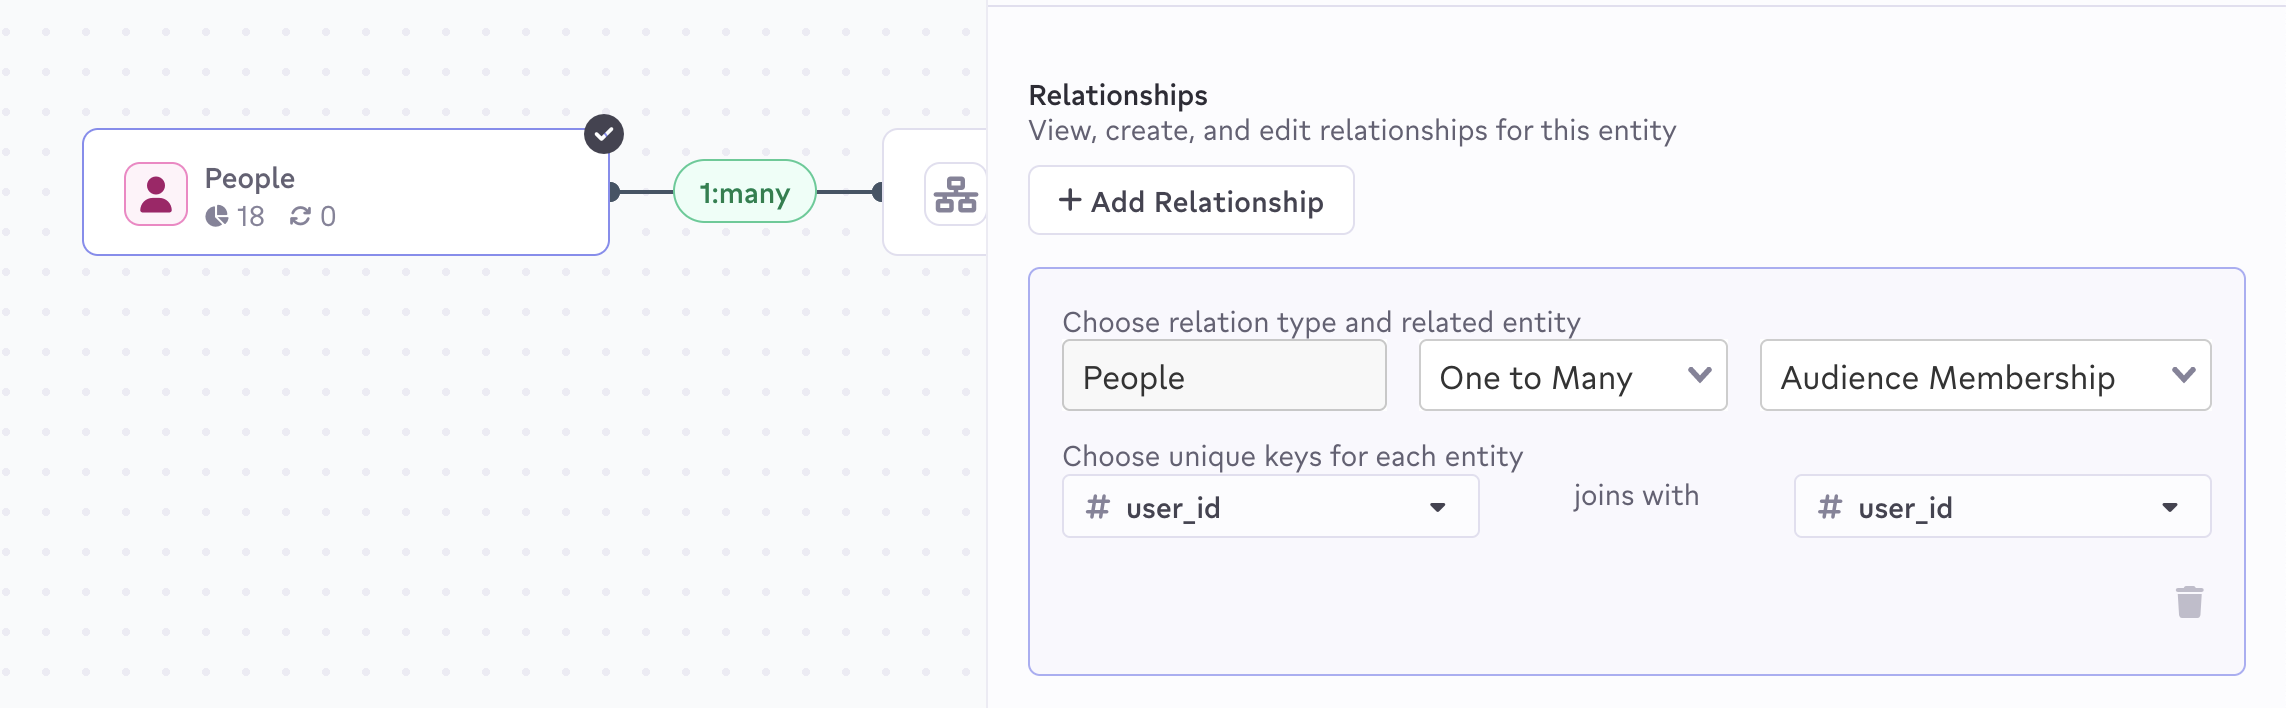 People
18 0
1:many
Relationships
View, create, and edit relationships for this entity
+ Add Relationship
Choose relation type and related entity
People One to Many Audience Membership
Choose unique keys for each entity
# user_id joins with # user_id